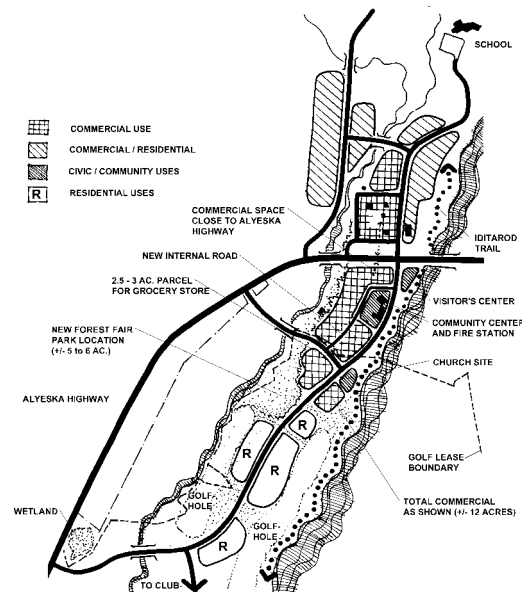 SCHOOL
COMMERCIAL USE
COMMERCIAL / RESIDENTIAL
CIVIC / COMMUNITY USES
R
RESIDENTIAL USES
COMMERCIAL SPACE
CLOSE TO ALYESKA
HIGHWAY
IDITAROD
TRAIL
NEW INTERNAL ROAD
2.5 - 3 AC. PARCEL
FOR GROCERY STORE
VISITOR'S CENTER
COMMUNITY CENTER
AND FIRE STATION
NEW FOREST FAIR
PARK LOCATION
(+/- 5 to 6 AC.)
CHURCH SITE
ALYESKA HIGHWAY
R
R
R
GOLF LEASE
BOUNDARY
GOLF-
HOLE
TOTAL COMMERCIAL
AS SHOWN (+/- 12 ACRES)
WETLAND
GOLF-
HOLE
R
TO CLUB